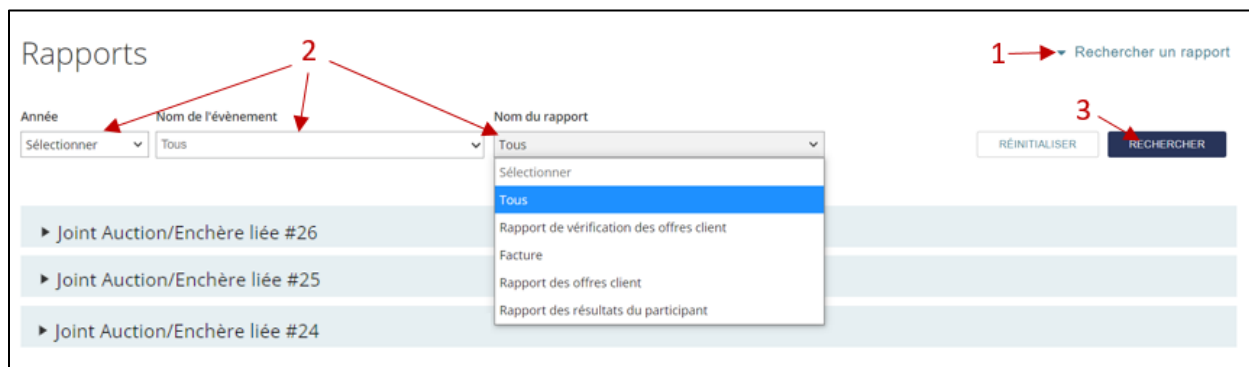 Rapports
2
1
Rechercher un rapport
Année
Nom de l'évènement
Nom du rapport
3
Sélectionner
Tous
Tous
RÉINITIALISER
RECHERCHER
Sélectionner
Tous
Rapport de vérification des offres client
Facture
Rapport des offres client
Rapport des résultats du participant
Joint Auction/Enchère liée #26
Joint Auction/Enchère liée #25
Joint Auction/Enchère liée #24